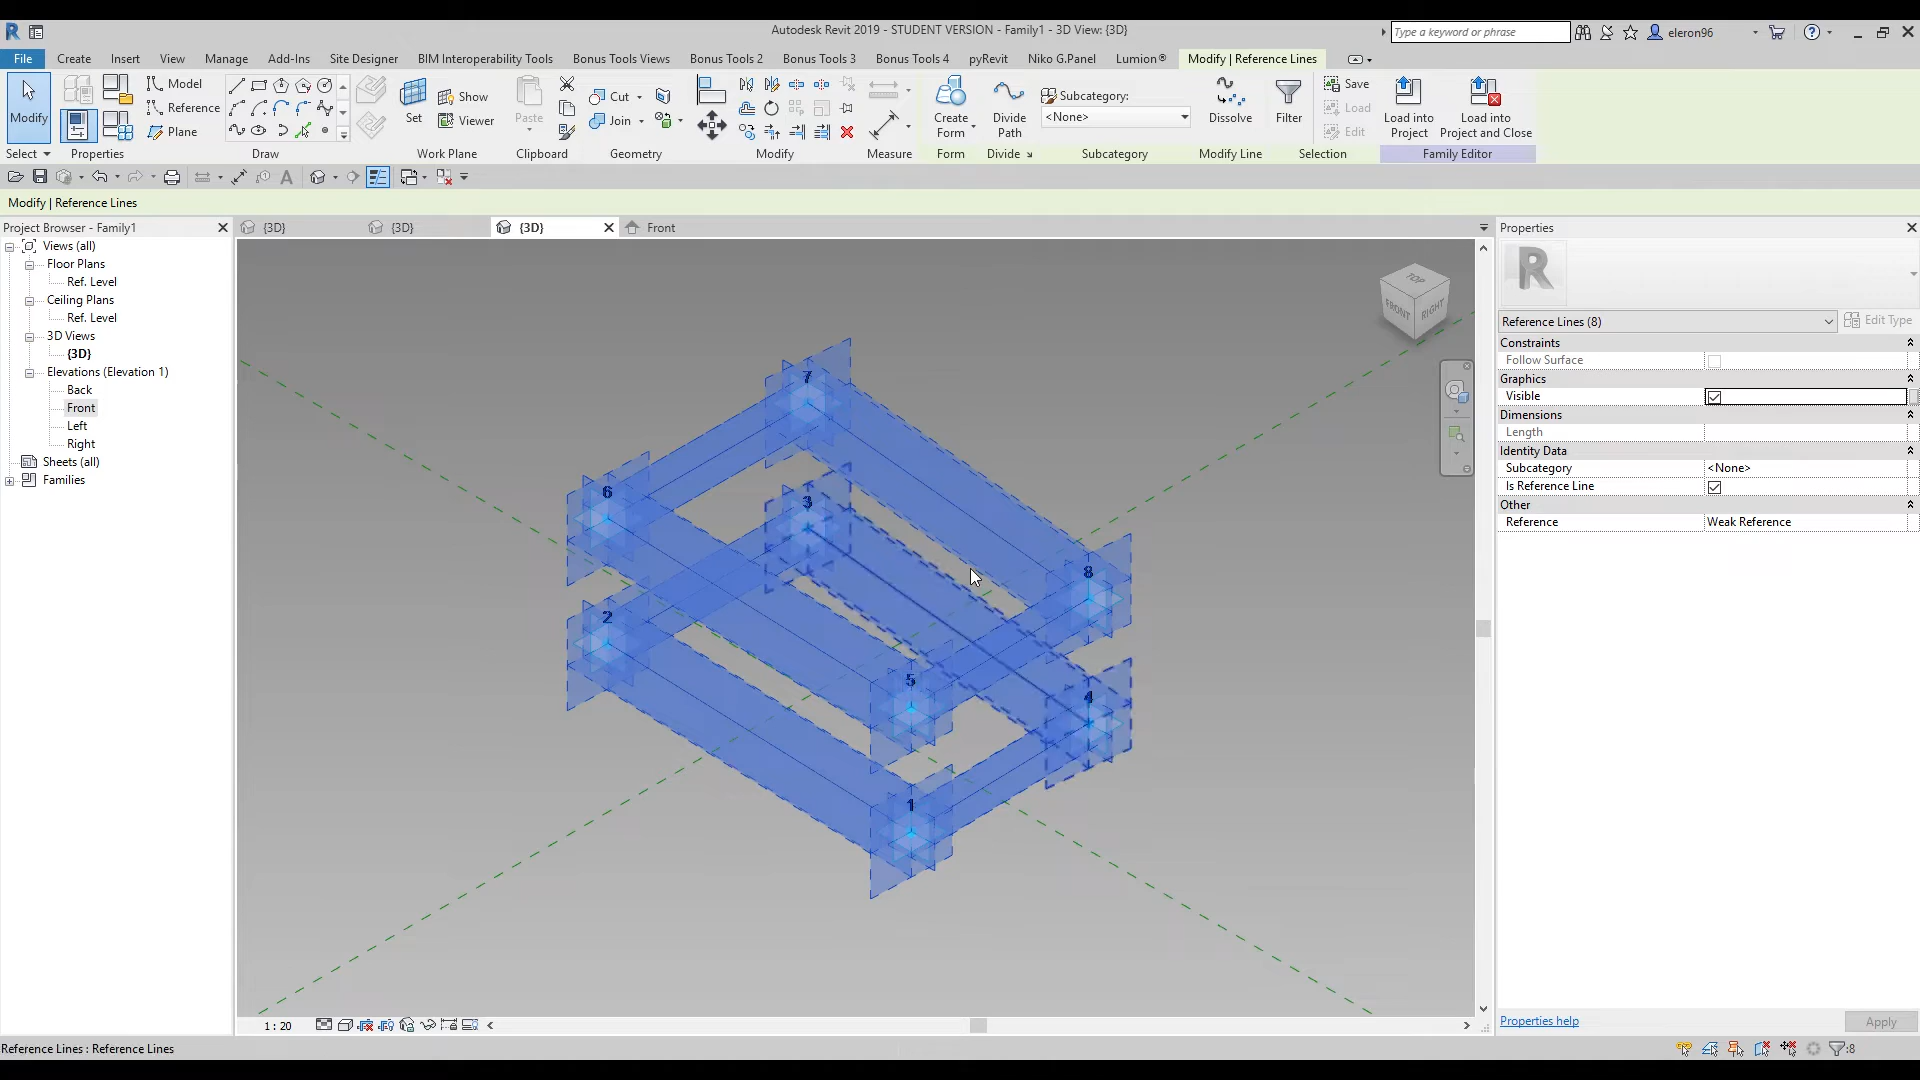 Autodesk Revit 2019 - STUDENT VERSION - Family1 - 3D View: {3D}
Type a keyword or phrase
eleron96
File Create Insert View Manage Add-Ins Site Designer BIM Interoperability Tools Bonus Tools Views Bonus Tools 2 Bonus Tools 3 Bonus Tools 4 pyRevit Niko G.Panel Lumion® Modify | Reference Lines
Modify
Model
Reference
Plane
Set
Show
Viewer
Paste
Cut
Join
Create Form
Divide Path
Subcategory:
<None>
Dissolve
Filter
Save
Load
Edit
Load into Project
Load into Project and Close
Select Properties Draw Work Plane Clipboard Geometry Modify Measure Form Divide Subcategory Modify Line Selection Family Editor
Modify | Reference Lines
Project Browser - Family1
{3D} {3D} {3D} Front
Properties
Views (all)
Floor Plans
Ref. Level
Ceiling Plans
Ref. Level
3D Views
{3D}
Elevations (Elevation 1)
Back
Front
Left
Right
Sheets (all)
Families
TOP
FRONT
RIGHT
7
6
3
8
2
5
4
1
R
Reference Lines (8) Edit Type
Constraints
Follow Surface
Graphics
Visible
Dimensions
Length
Identity Data
Subcategory <None>
Is Reference Line
Other
Reference Weak Reference
Properties help Apply
1 : 20
Reference Lines : Reference Lines
:8